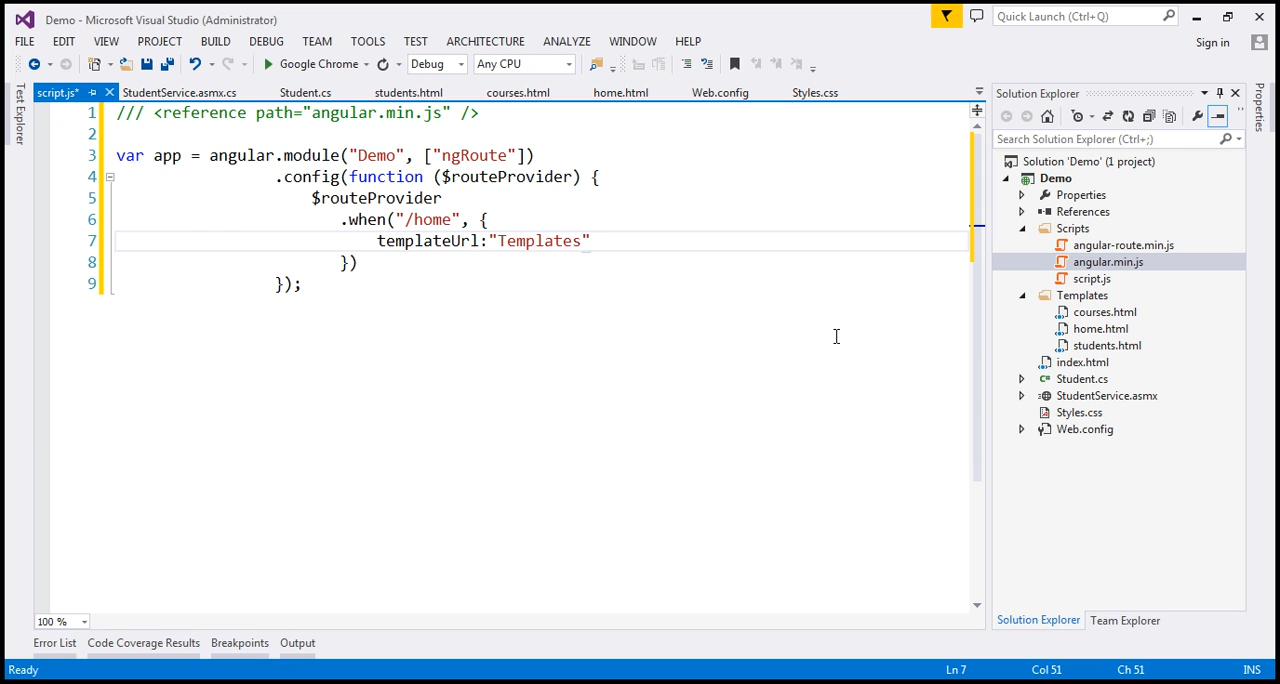 Demo - Microsoft Visual Studio (Administrator)
Quick Launch (Ctrl+Q)
FILE EDIT VIEW PROJECT BUILD DEBUG TEAM TOOLS TEST ARCHITECTURE ANALYZE WINDOW HELP
Sign in
Google Chrome Debug Any CPU
Test Explorer
script.js* StudentService.asmx.cs Student.cs students.html courses.html home.html Web.config Styles.css
1 /// <reference path="angular.min.js" />
2
3 var app = angular.module("Demo", ["ngRoute"])
4 .config(function ($routeProvider) {
5 $routeProvider
6 .when("/home", {
7 templateUrl:"Templates"
8 })
9 });
100 %
Error List Code Coverage Results Breakpoints Output
Solution Explorer
Search Solution Explorer (Ctrl+;)
Solution 'Demo' (1 project)
Demo
Properties
References
Scripts
angular-route.min.js
angular.min.js
script.js
Templates
courses.html
home.html
students.html
index.html
Student.cs
StudentService.asmx
Styles.css
Web.config
Solution Explorer Team Explorer
Properties
Ready Ln 7 Col 51 Ch 51 INS